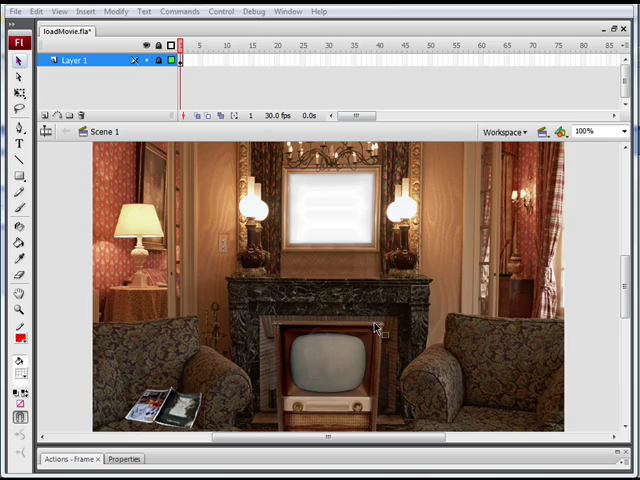 File Edit View Insert Modify Text Commands Control Debug Window Help
loadMovie.fla*
Fl
1 5 10 15 20 25 30 35 40 45 50 55 60 65 70 75 80
Layer 1
1 30.0 fps 0.0s
Scene 1
Workspace
100%
T
Actions - Frame
Properties